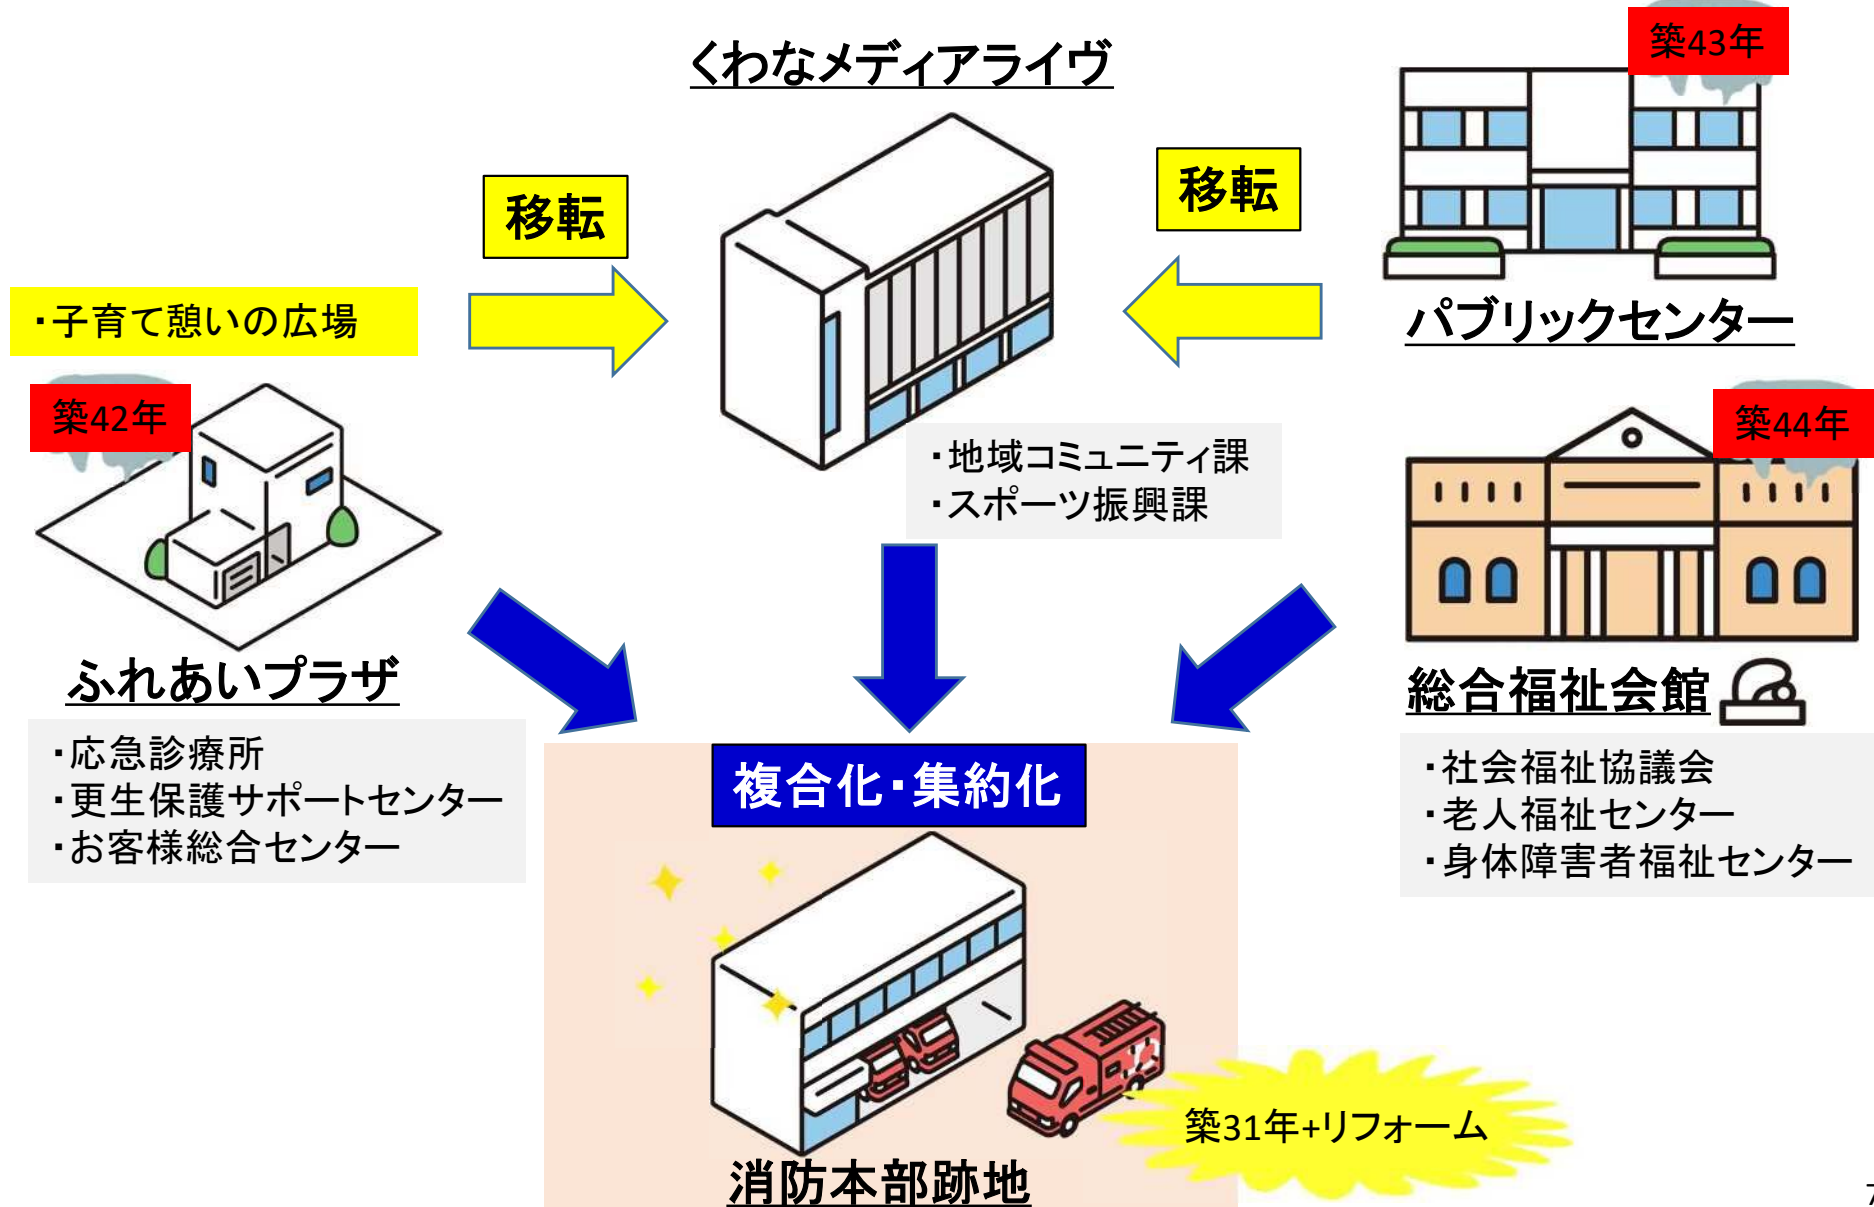 くわなメディアライヴ
築43年
移転
移転
パブリックセンター
・子育て憩いの広場
築42年
築44年
・地域コミュニティ課
・スポーツ振興課
ふれあいプラザ
・応急診療所
・更生保護サポートセンター
・お客様総合センター
総合福祉会館
・社会福祉協議会
・老人福祉センター
・身体障害者福祉センター
複合化・集約化
築31年+リフォーム
消防本部跡地
7